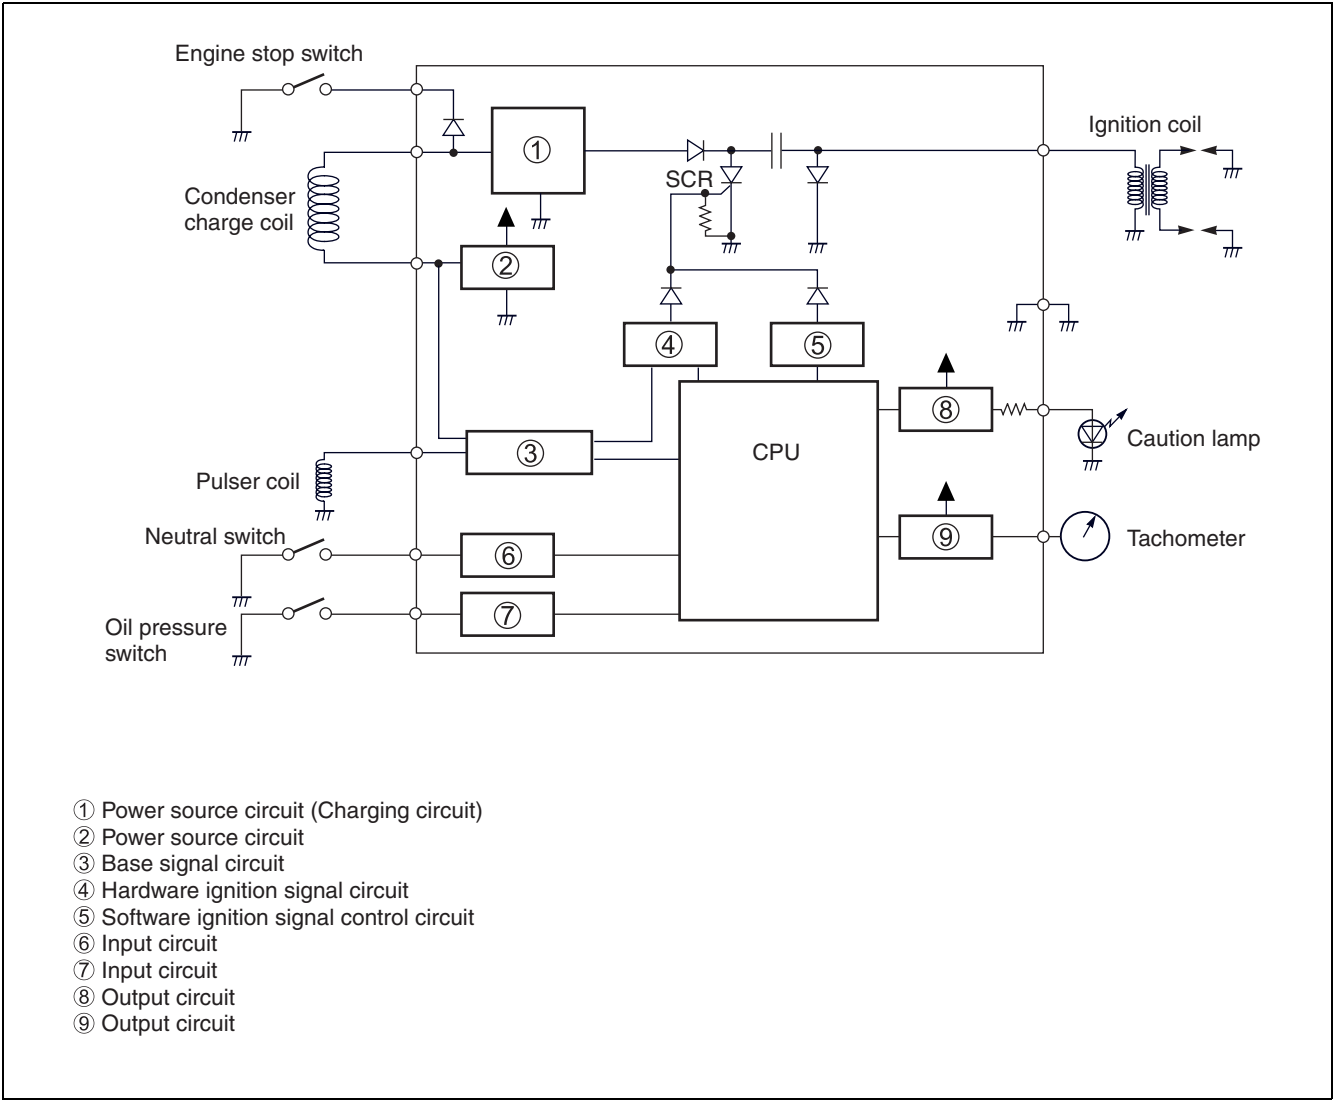 Engine stop switch
Ignition coil
①
SCR
Condenser
charge coil
②
④
⑤
⑧
Caution lamp
③
CPU
Pulser coil
Neutral switch
⑨
Tachometer
⑥
⑦
Oil pressure
switch
① Power source circuit (Charging circuit)
② Power source circuit
③ Base signal circuit
④ Hardware ignition signal circuit
⑤ Software ignition signal control circuit
⑥ Input circuit
⑦ Input circuit
⑧ Output circuit
⑨ Output circuit